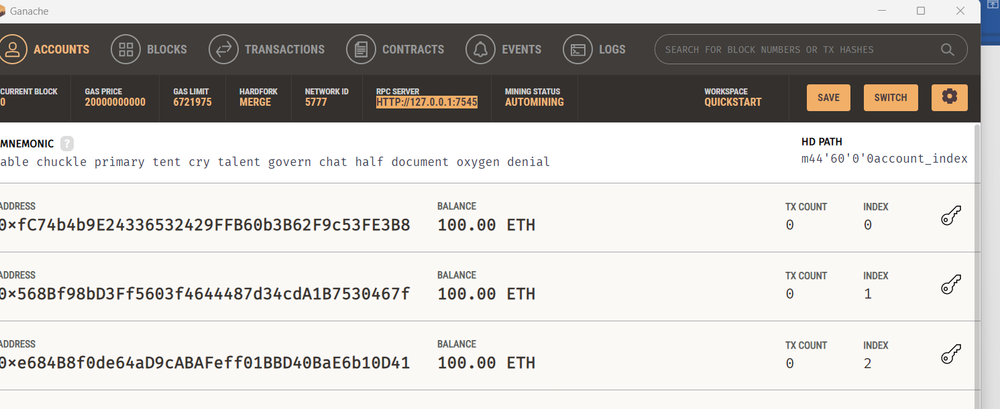 Ganache
ACCOUNTS BLOCKS TRANSACTIONS CONTRACTS EVENTS LOGS SEARCH FOR BLOCK NUMBERS OR TX HASHES
CURRENT BLOCK GAS PRICE GAS LIMIT HARDFORK NETWORK ID RPC SERVER MINING STATUS WORKSPACE
0 20000000000 6721975 MERGE 5777 HTTP://127.0.0.1:7545 AUTOMINING QUICKSTART SAVE SWITCH
MNEMONIC ? HD PATH
able chuckle primary tent cry talent govern chat half document oxygen denial m44'60'0'0account_index
ADDRESS BALANCE TX COUNT INDEX
0×fC74b4b9E24336532429FFB60b3B62F9c53FE3B8 100.00 ETH 0 0
ADDRESS BALANCE TX COUNT INDEX
0×568Bf98bD3Ff5603f4644487d34cdA1B7530467f 100.00 ETH 0 1
ADDRESS BALANCE TX COUNT INDEX
0×e684B8f0de64aD9cABAFeff01BBD40BaE6b10D41 100.00 ETH 0 2